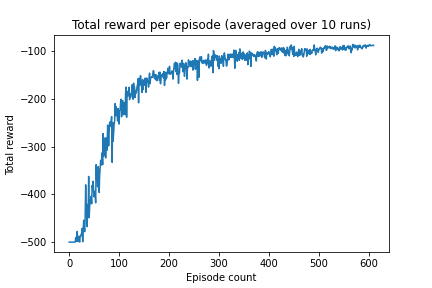 Total reward per episode (averaged over 10 runs)
−100
−200
−300
−400
−500
Total reward
0 100 200 300 400 500 600
Episode count